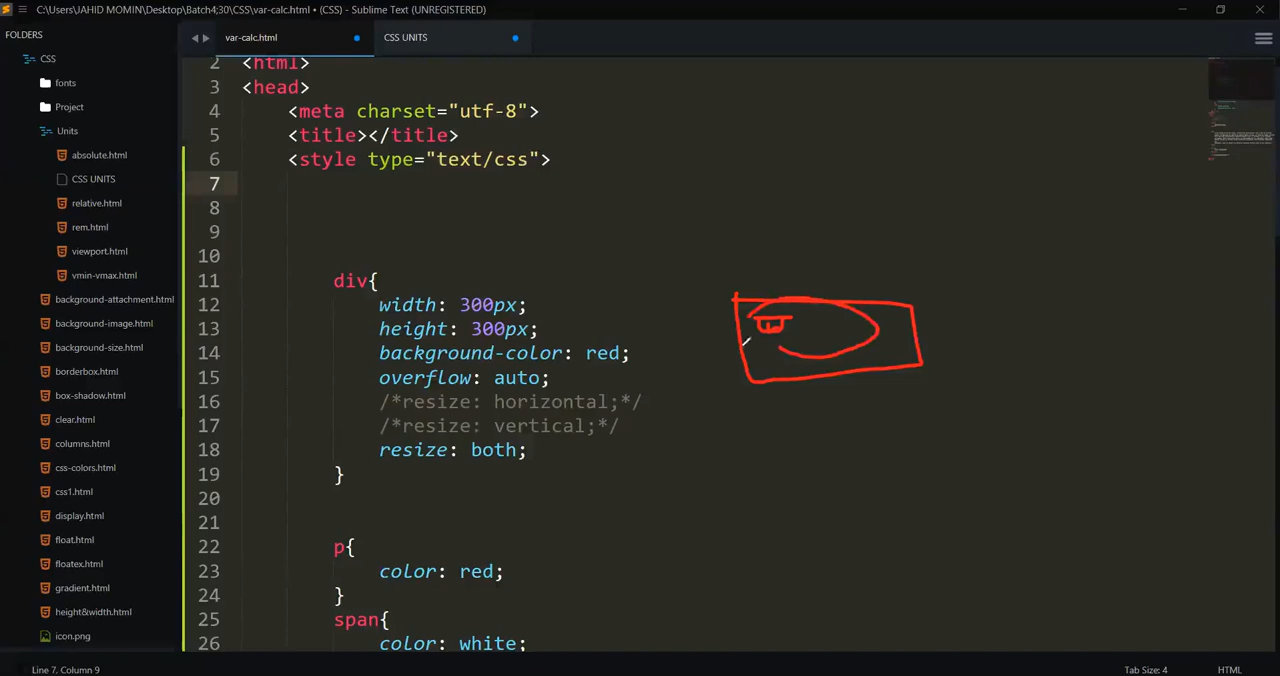 C:\Users\JAHID MOMIN\Desktop\Batch4;30\CSS\var-calc.html • (CSS) - Sublime Text (UNREGISTERED)
FOLDERS
CSS
fonts
Project
Units
absolute.html
CSS UNITS
relative.html
rem.html
viewport.html
vmin-vmax.html
background-attachment.html
background-image.html
background-size.html
borderbox.html
box-shadow.html
clear.html
columns.html
css-colors.html
css1.html
display.html
float.html
floatex.html
gradient.html
height&width.html
icon.png
var-calc.html
CSS UNITS
2 <html>
3 <head>
4 <meta charset="utf-8">
5 <title></title>
6 <style type="text/css">
7
8
9
10
11 div{
12 width: 300px;
13 height: 300px;
14 background-color: red;
15 overflow: auto;
16 /*resize: horizontal;*/
17 /*resize: vertical;*/
18 resize: both;
19 }
20
21
22 p{
23 color: red;
24 }
25 span{
26 color: white;
Line 7, Column 9
Tab Size: 4
HTML